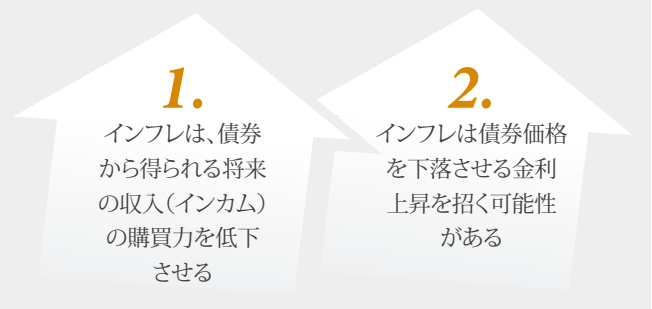 1.
インフレは、債券
から得られる将来
の収入（インカム）
の購買力を低下
させる
2.
インフレは債券価格
を下落させる金利
上昇を招く可能性
がある